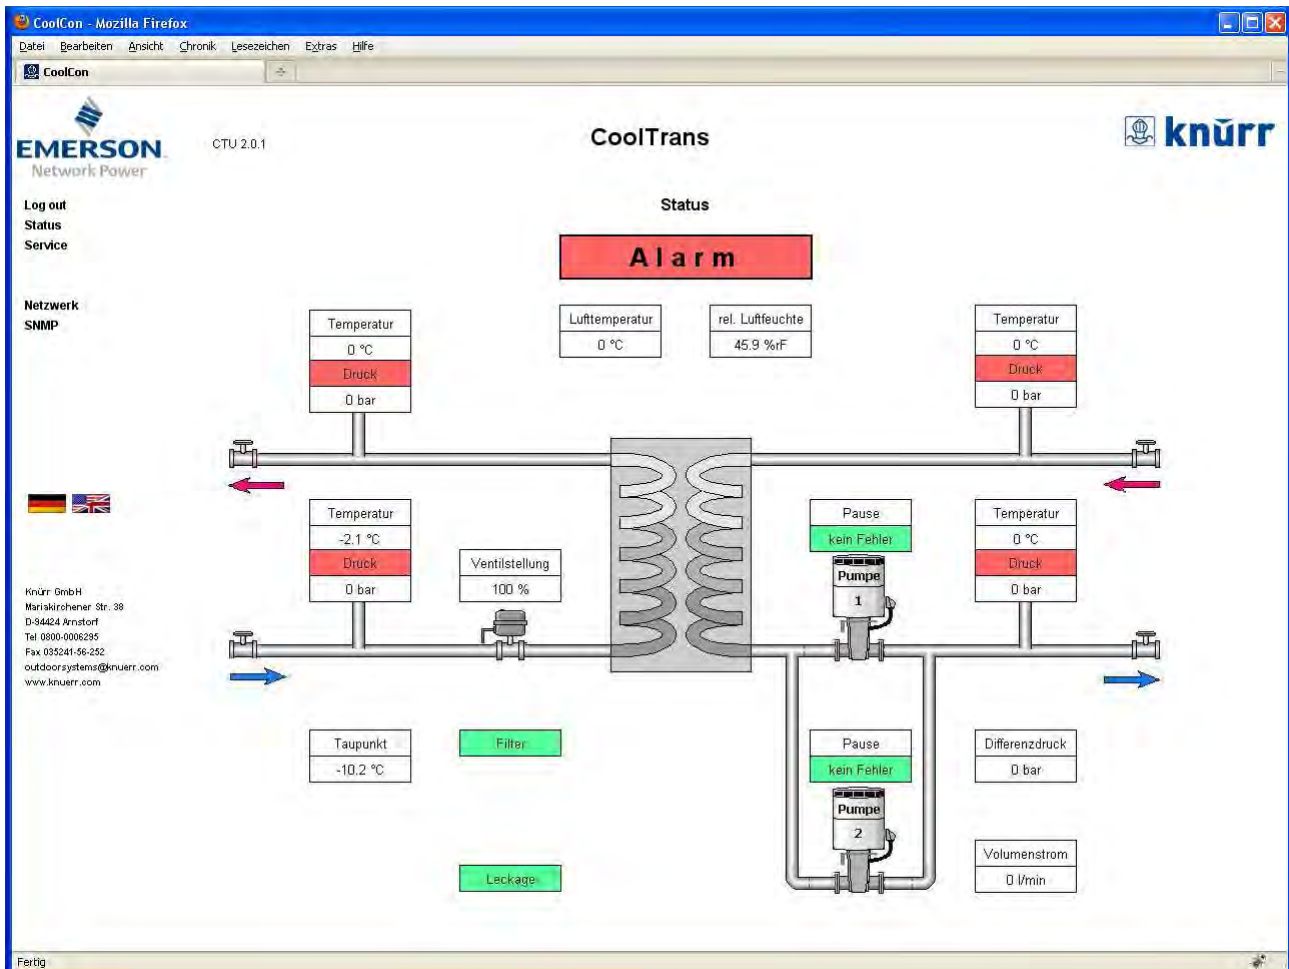 CoolCon - Mozilla Firefox
Datei Bearbeiten Ansicht Chronik Lesezeichen Extras Hilfe
CoolCon
EMERSON
Network Power
CTU 2.0.1
CoolTrans
knürr
Log out
Status
Service
Netzwerk
SNMP
Status
Alarm
Lufttemperatur
0 °C
rel. Luftfeuchte
45.9 %rF
Temperatur
0 °C
Druck
0 bar
Temperatur
0 °C
Druck
0 bar
Temperatur
-2.1 °C
Druck
0 bar
Ventilstellung
100 %
Pause
kein Fehler
Pumpe
1
Temperatur
0 °C
Druck
0 bar
Knürr GmbH
Mariakirchener Str. 38
D-94424 Arnstorf
Tel 0800-0006295
Fax 035241-56-252
outdoorsystems@knuerr.com
www.knuerr.com
Taupunkt
-10.2 °C
Filter
Pause
kein Fehler
Pumpe
2
Differenzdruck
0 bar
Leckage
Volumenstrom
0 l/min
Fertig